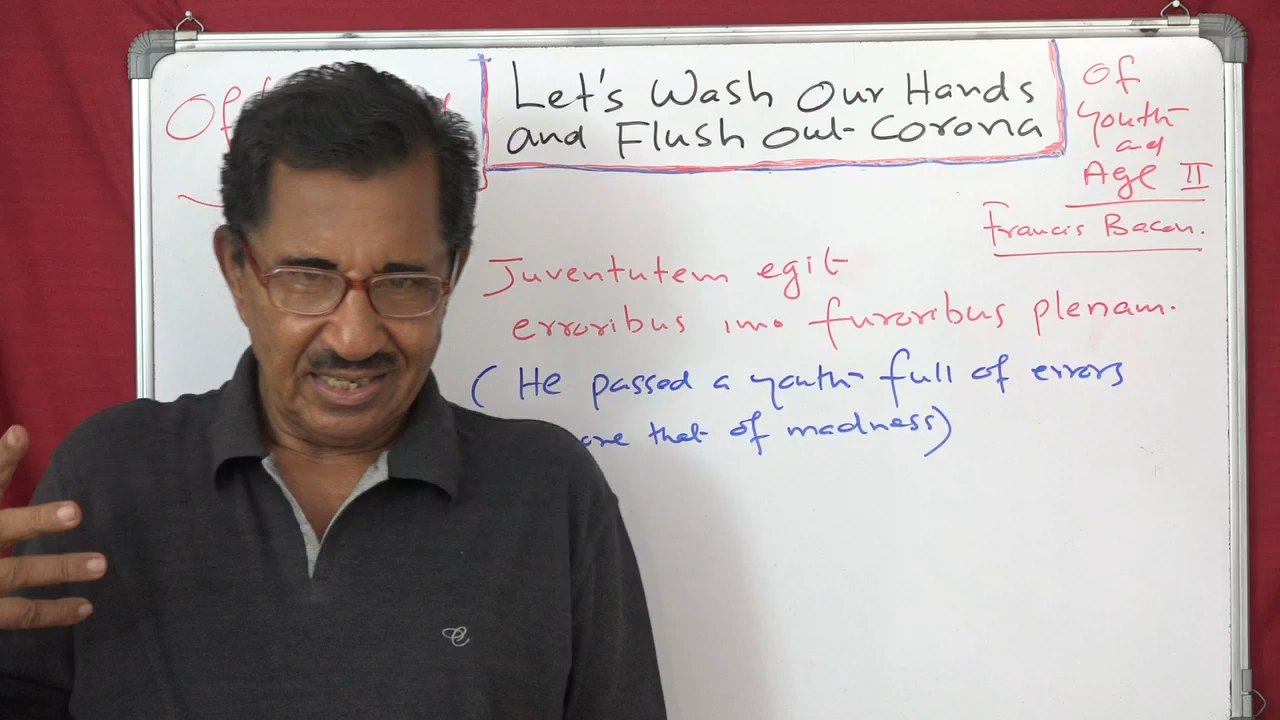 Let's Wash Our Hands
and Flush Out Corona
Of
Youth
ad
Age II
Francis Bacon.
Juventutem egit
erroribus imo furoribus plenam.
(He passed a youth full of errors
that of madness)